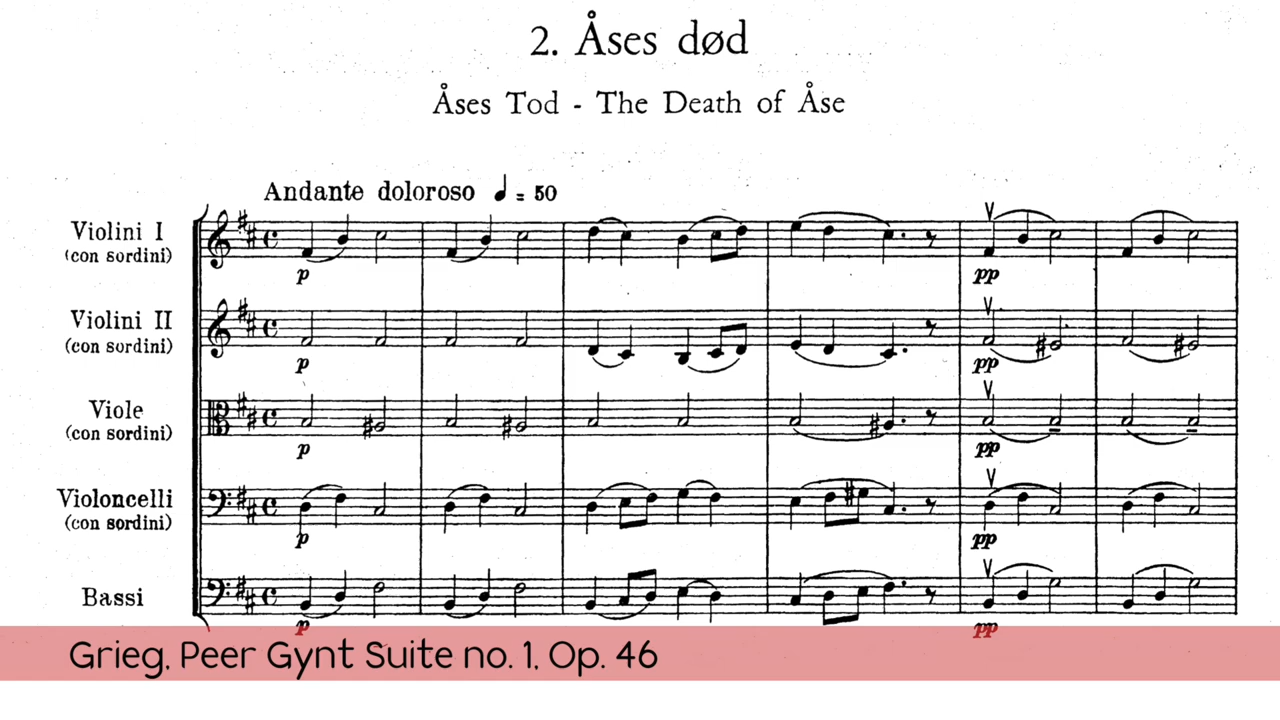 2. Åses død
Åses Tod - The Death of Åse
Andante doloroso ♩ = 50
Violini I
(con sordini)
p
pp
Violini II
(con sordini)
p
pp
Viole
(con sordini)
p
pp
Violoncelli
(con sordini)
p
pp
Bassi
p
pp
Grieg, Peer Gynt Suite no. 1, Op. 46